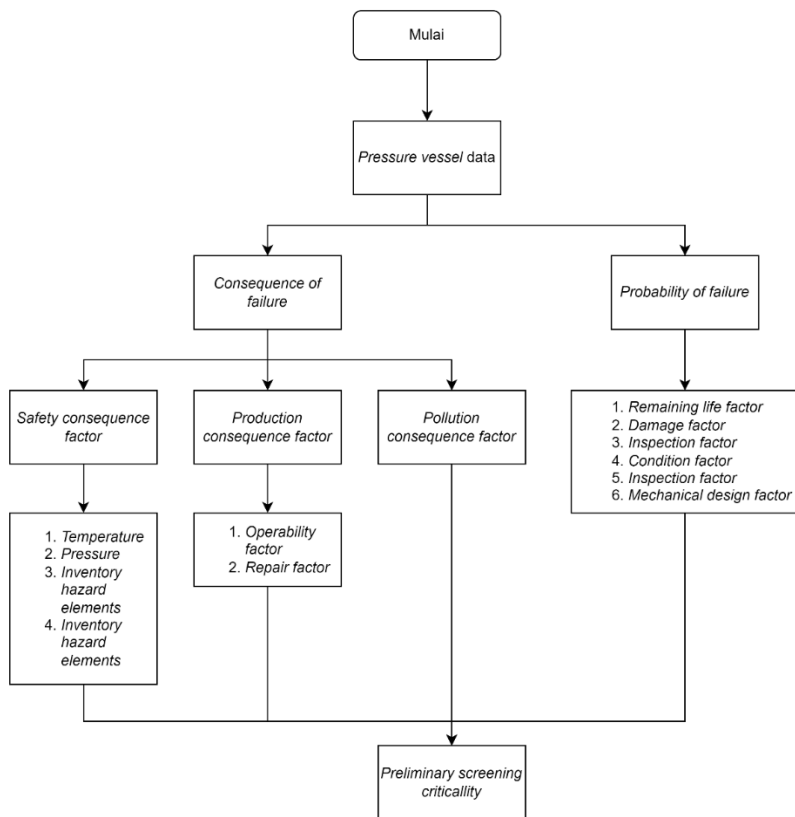 Mulai
Pressure vessel data
Consequence of
failure
Probability of failure
Safety consequence
factor
Production
consequence factor
Pollution
consequence factor
1. Remaining life factor
2. Damage factor
3. Inspection factor
4. Condition factor
5. Inspection factor
6. Mechanical design factor
1. Temperature
2. Pressure
3. Inventory
hazard
elements
4. Inventory
hazard
elements
1. Operability
factor
2. Repair factor
Preliminary screening
criticallity